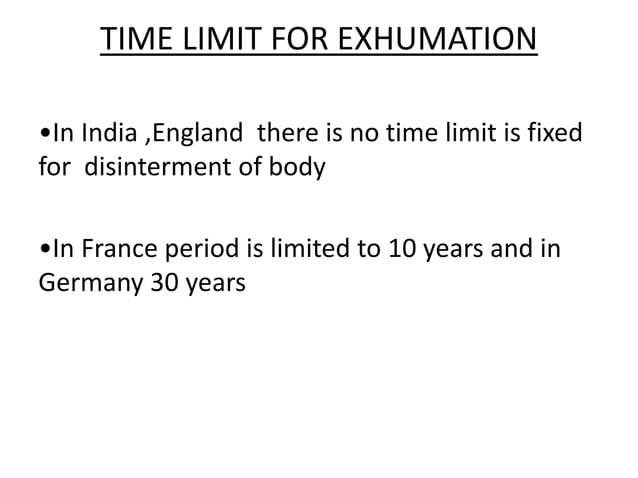 TIME LIMIT FOR EXHUMATION
•In India ,England  there is no time limit is fixed
for  disinterment of body
•In France period is limited to 10 years and in
Germany 30 years